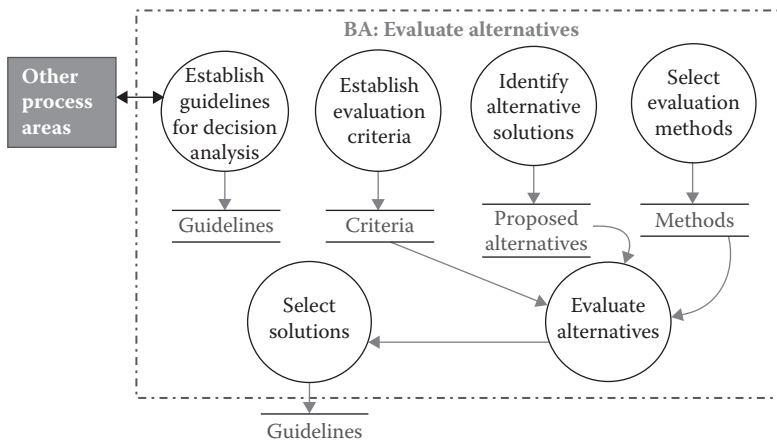 BA: Evaluate alternatives
Other
process
areas
Establish
guidelines
for decision
analysis
Establish
evaluation
criteria
Identify
alternative
solutions
Select
evaluation
methods
Guidelines
Criteria
Proposed
alternatives
Methods
Select
solutions
Evaluate
alternatives
Guidelines